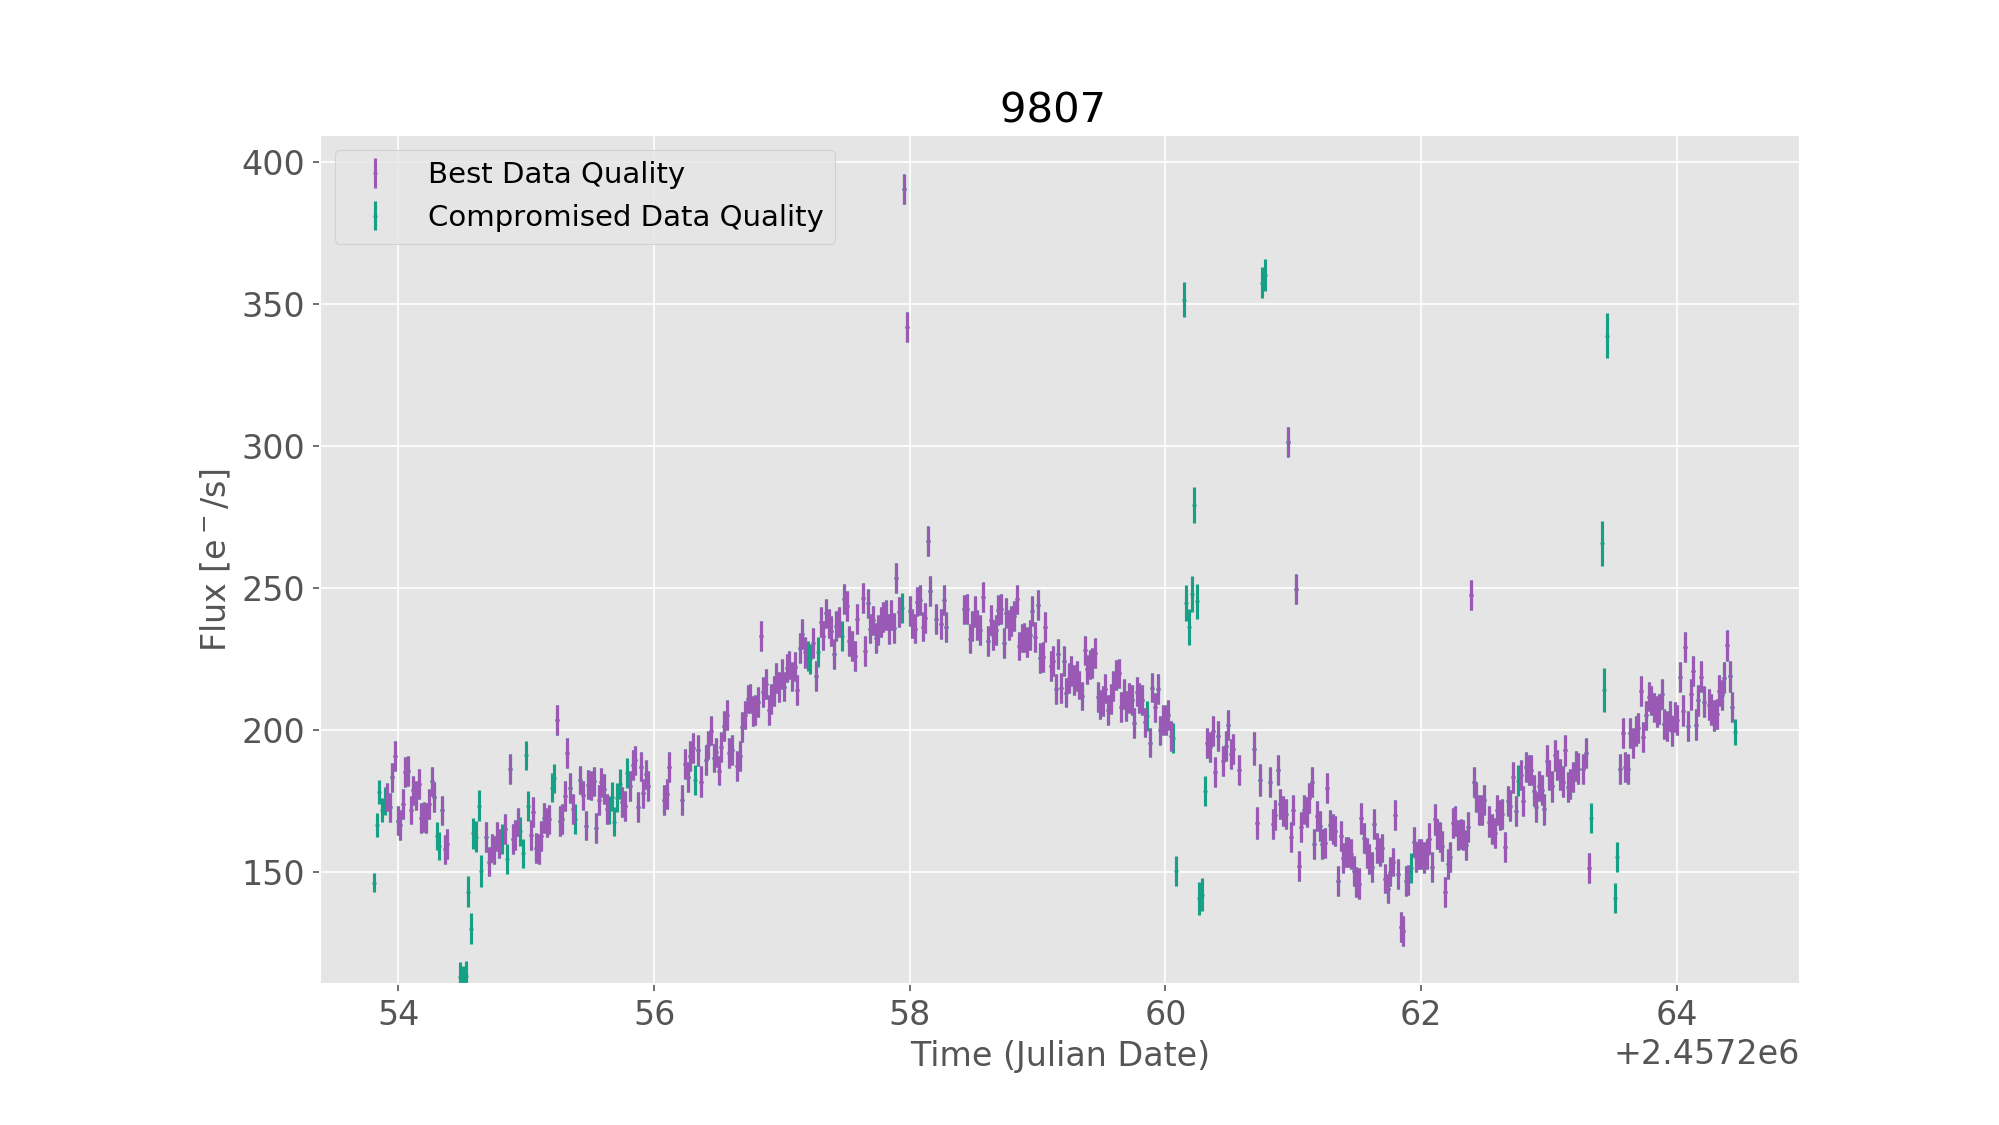 9807
Best Data Quality
Compromised Data Quality
400
350
300
250
200
150
Flux [e⁻/s]
54 56 58 60 62 64
Time (Julian Date)
+2.4572e6